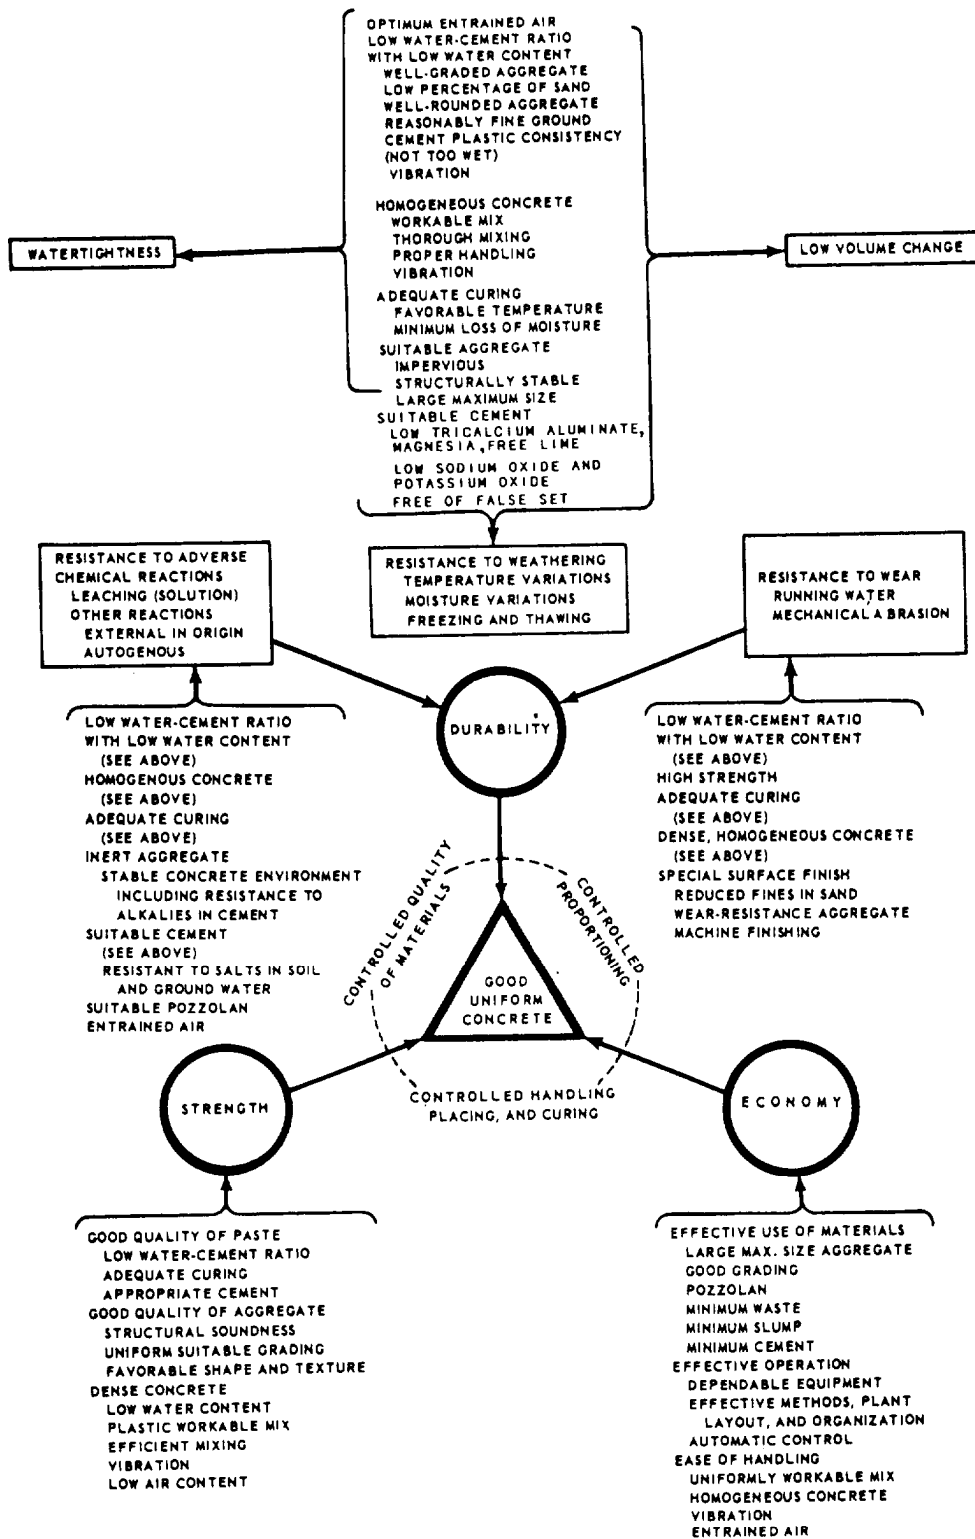 OPTIMUM ENTRAINED AIR
LOW WATER-CEMENT RATIO
WITH LOW WATER CONTENT
WELL-GRADED AGGREGATE
LOW PERCENTAGE OF SAND
WELL-ROUNDED AGGREGATE
REASONABLY FINE GROUND
CEMENT PLASTIC CONSISTENCY
(NOT TOO WET)
VIBRATION
HOMOGENEOUS CONCRETE
WORKABLE MIX
THOROUGH MIXING
PROPER HANDLING
VIBRATION
ADEQUATE CURING
FAVORABLE TEMPERATURE
MINIMUM LOSS OF MOISTURE
SUITABLE AGGREGATE
IMPERVIOUS
STRUCTURALLY STABLE
LARGE MAXIMUM SIZE
SUITABLE CEMENT
LOW TRICALCIUM ALUMINATE,
MAGNESIA, FREE LIME
LOW SODIUM OXIDE AND
POTASSIUM OXIDE
FREE OF FALSE SET
WATERTIGHTNESS
LOW VOLUME CHANGE
RESISTANCE TO ADVERSE
CHEMICAL REACTIONS
LEACHING (SOLUTION)
OTHER REACTIONS
EXTERNAL IN ORIGIN
AUTOGENOUS
RESISTANCE TO WEATHERING
TEMPERATURE VARIATIONS
MOISTURE VARIATIONS
FREEZING AND THAWING
RESISTANCE TO WEAR
RUNNING WATER
MECHANICAL A BRASION
LOW WATER-CEMENT RATIO
WITH LOW WATER CONTENT
(SEE ABOVE)
HOMOGENOUS CONCRETE
(SEE ABOVE)
ADEQUATE CURING
(SEE ABOVE)
INERT AGGREGATE
STABLE CONCRETE ENVIRONMENT
INCLUDING RESISTANCE TO
ALKALIES IN CEMENT
SUITABLE CEMENT
(SEE ABOVE)
RESISTANT TO SALTS IN SOIL
AND GROUND WATER
SUITABLE POZZOLAN
ENTRAINED AIR
DURABILITY
LOW WATER-CEMENT RATIO
WITH LOW WATER CONTENT
(SEE ABOVE)
HIGH STRENGTH
ADEQUATE CURING
(SEE ABOVE)
DENSE, HOMOGENEOUS CONCRETE
(SEE ABOVE)
SPECIAL SURFACE FINISH
REDUCED FINES IN SAND
WEAR-RESISTANCE AGGREGATE
MACHINE FINISHING
CONTROLLED QUALITY
OF MATERIALS
CONTROLLED
PROPORTIONING
GOOD
UNIFORM
CONCRETE
CONTROLLED HANDLING
PLACING, AND CURING
STRENGTH
ECONOMY
GOOD QUALITY OF PASTE
LOW WATER-CEMENT RATIO
ADEQUATE CURING
APPROPRIATE CEMENT
GOOD QUALITY OF AGGREGATE
STRUCTURAL SOUNDNESS
UNIFORM SUITABLE GRADING
FAVORABLE SHAPE AND TEXTURE
DENSE CONCRETE
LOW WATER CONTENT
PLASTIC WORKABLE MIX
EFFICIENT MIXING
VIBRATION
LOW AIR CONTENT
EFFECTIVE USE OF MATERIALS
LARGE MAX. SIZE AGGREGATE
GOOD GRADING
POZZOLAN
MINIMUM WASTE
MINIMUM SLUMP
MINIMUM CEMENT
EFFECTIVE OPERATION
DEPENDABLE EQUIPMENT
EFFECTIVE METHODS, PLANT
LAYOUT, AND ORGANIZATION
AUTOMATIC CONTROL
EASE OF HANDLING
UNIFORMLY WORKABLE MIX
HOMOGENEOUS CONCRETE
VIBRATION
ENTRAINED AIR